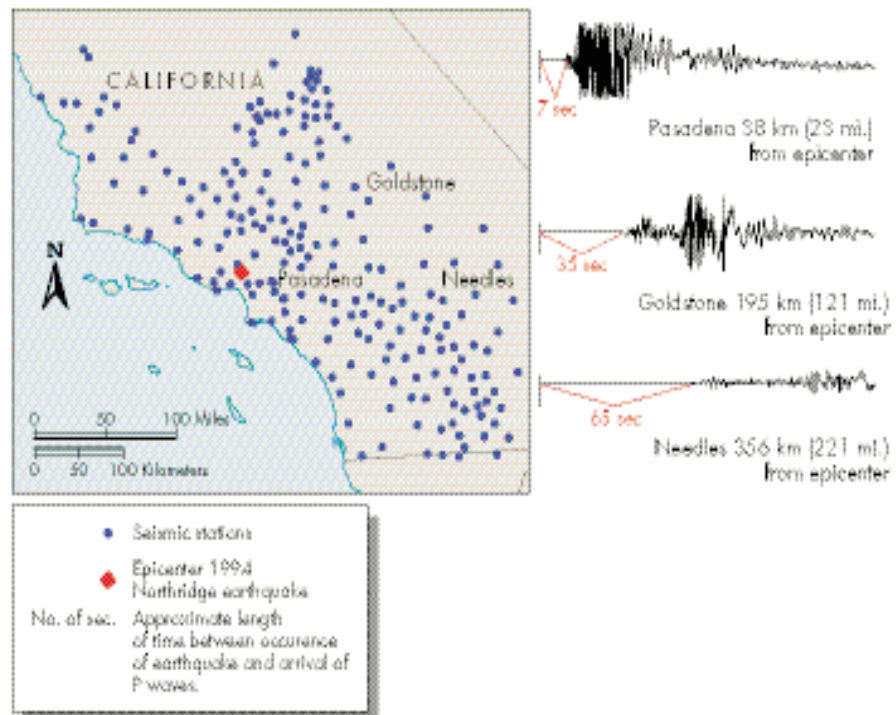 CALIFORNIA
Goldstone
N
Pasadena
Needles
0 50 100 Miles
0 50 100 Kilometers
7 sec
Pasadena 38 km (23 mi.)
from epicenter
35 sec
Goldstone 195 km (121 mi.)
from epicenter
65 sec
Needles 356 km (221 mi.)
from epicenter
Seismic stations
Epicenter 1994
Northridge earthquake
No. of sec. Approximate length
of time between occurence
of earthquake and arrival of
P waves.